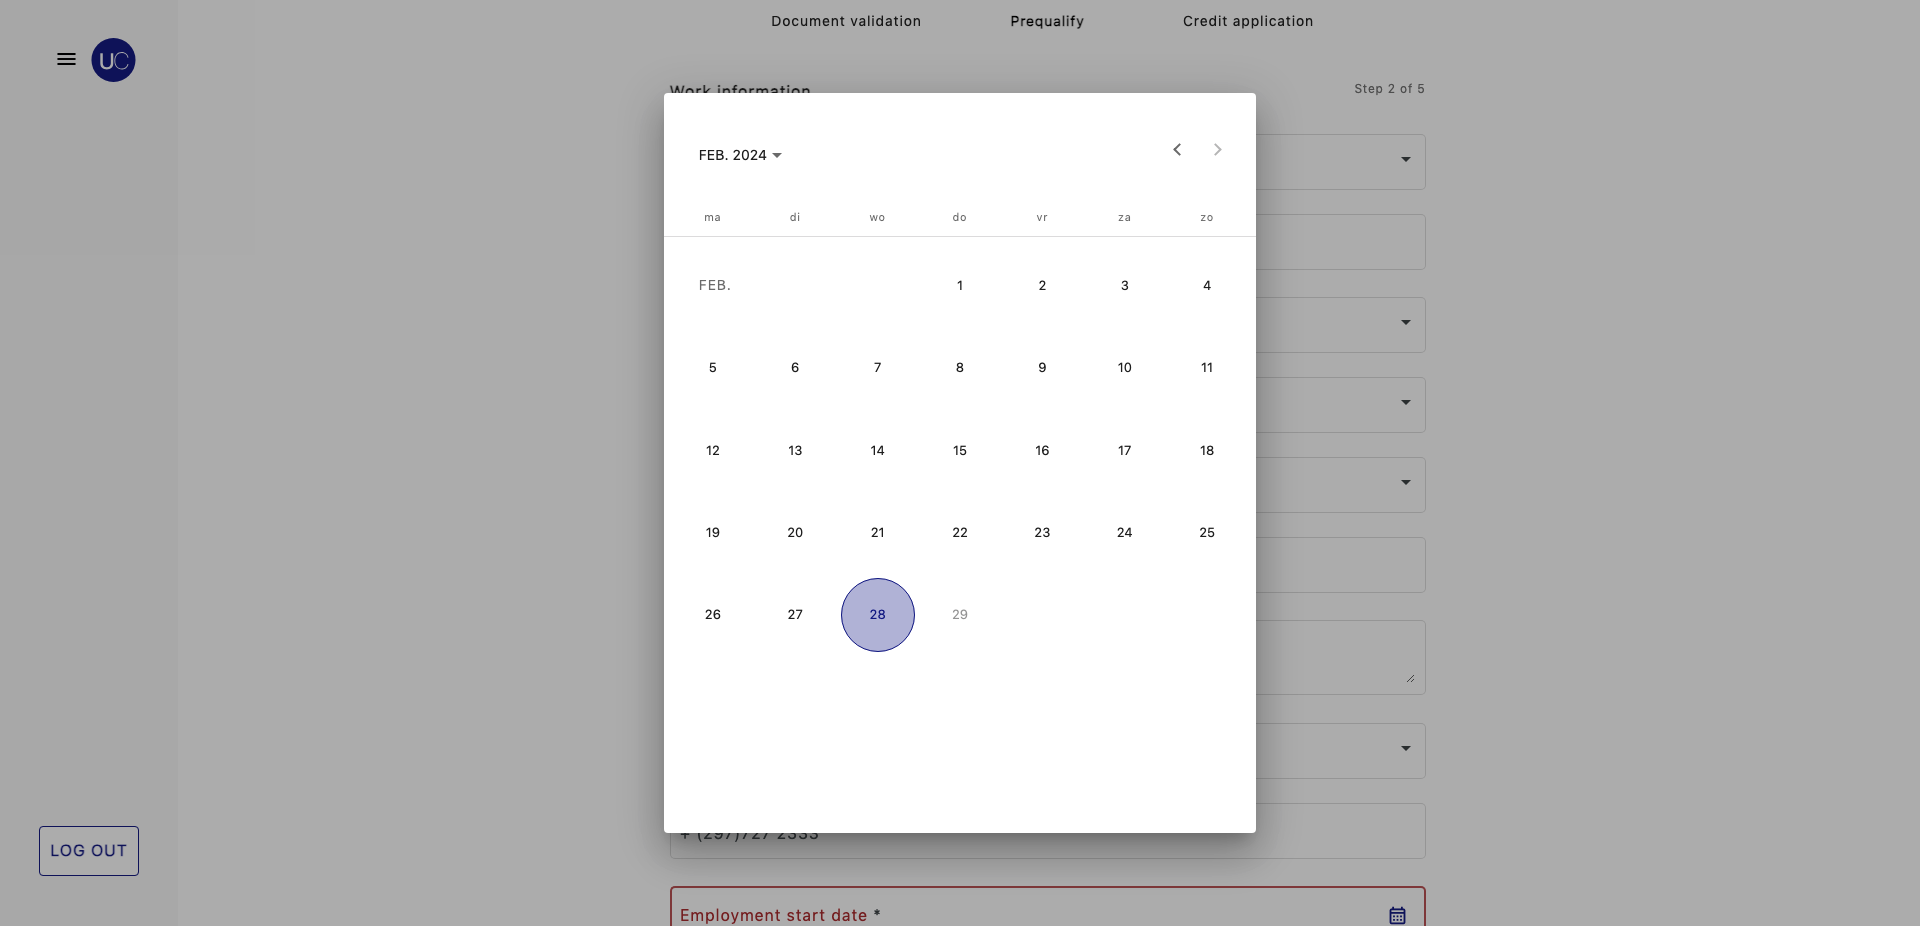 Document validation Prequalify Credit application
UC
Work information Step 2 of 5
FEB. 2024
ma di wo do vr za zo
FEB. 1 2 3 4
5 6 7 8 9 10 11
12 13 14 15 16 17 18
19 20 21 22 23 24 25
26 27 28 29
+ (297)727 2333
LOG OUT
Employment start date *